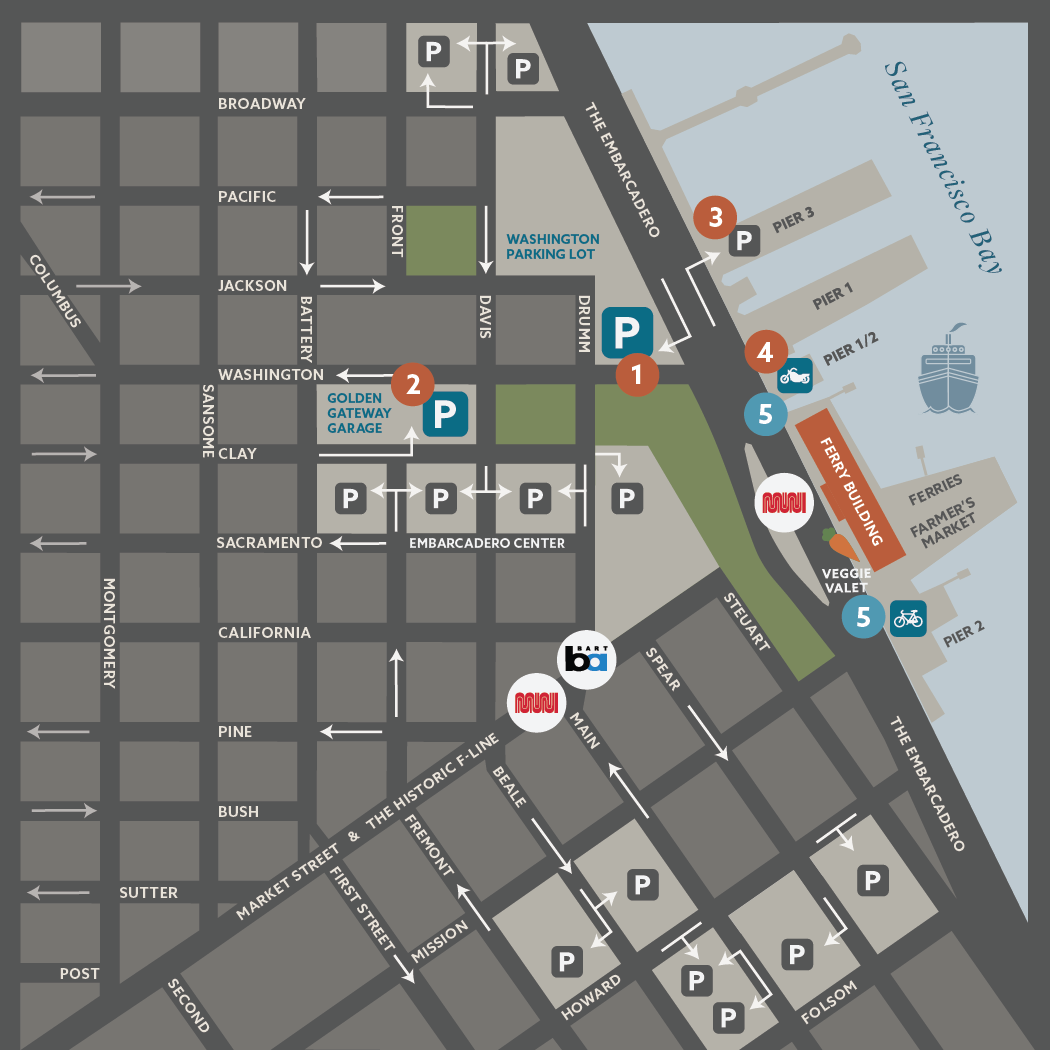 P
P
BROADWAY
THE EMBARCADERO
San Francisco Bay
PACIFIC
FRONT
3
P
PIER 3
WASHINGTON
PARKING LOT
COLUMBUS
JACKSON
BATTERY
DAVIS
DRUMM
P
1
PIER 1
PIER 1/2
4
5
WASHINGTON
2
SANSOME
GOLDEN
GATEWAY
GARAGE
P
CLAY
P
P
P
P
MUNI
FERRY BUILDING
FERRIES
FARMER'S
MARKET
SACRAMENTO
EMBARCADERO CENTER
VEGGIE
VALET
5
PIER 2
MONTGOMERY
CALIFORNIA
STEUART
BART
ba
SPEAR
MUNI
MAIN
PINE
THE EMBARCADERO
BEALE
BUSH
MARKET STREET & THE HISTORIC F-LINE
FREMONT
FIRST STREET
SUTTER
P
P
MISSION
P
P
POST
SECOND
HOWARD
P
P
FOLSOM